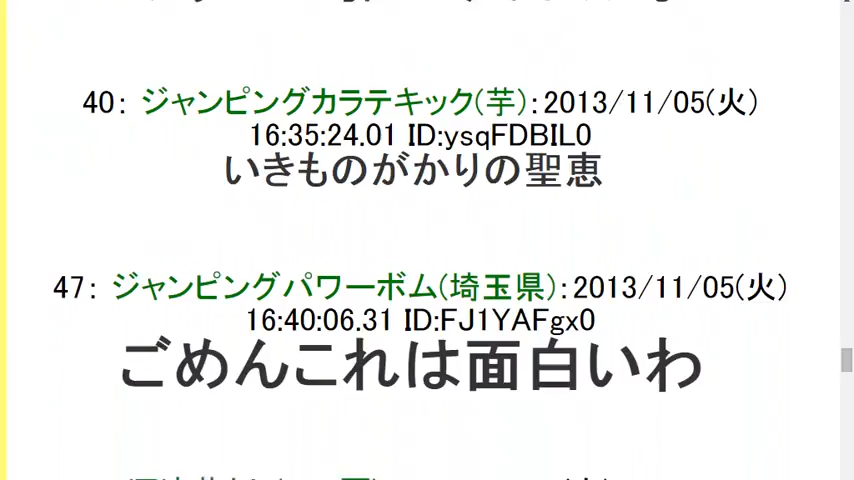 40： ジャンピングカラテキック(芋)：2013/11/05(火)
16:35:24.01 ID:ysqFDBIL0
いきものがかりの聖恵
47： ジャンピングパワーボム(埼玉県)：2013/11/05(火)
16:40:06.31 ID:FJ1YAFgx0
ごめんこれは面白いわ